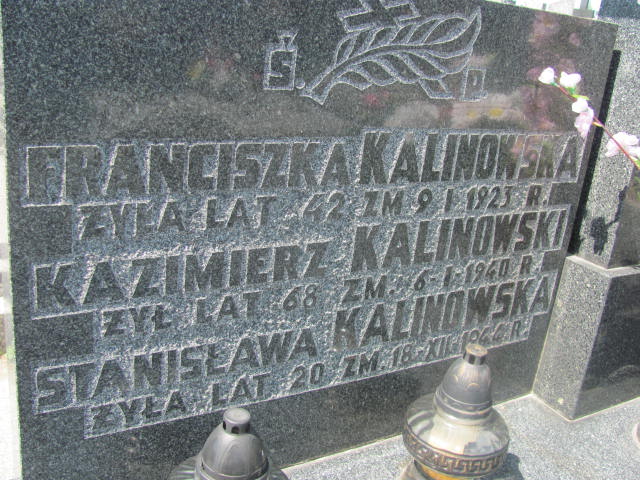 Ś. P.
FRANCISZKA KALINOWSKA
ŻYŁA LAT 42 ZM 9 I 1923 R.
KAZIMIERZ KALINOWSKI
ŻYŁ LAT 68 ZM. 6-I-1940 R.
STANISŁAWA KALINOWSKA
ŻYŁA LAT 20 ZM. 18-XII-1944 R.